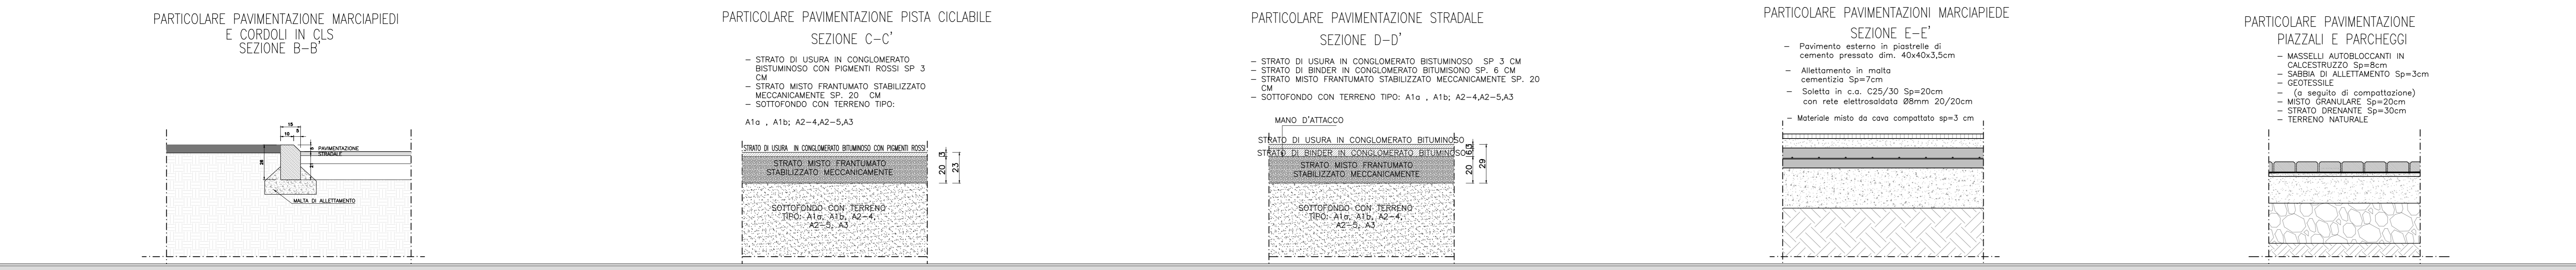 PARTICOLARE PAVIMENTAZIONE MARCIAPIEDI
E CORDOLI IN CLS
SEZIONE B-B'
15
10
5
PAVIMENTAZIONE
STRADALE
MALTA DI ALLETTAMENTO
PARTICOLARE PAVIMENTAZIONE PISTA CICLABILE
SEZIONE C-C'
- STRATO DI USURA IN CONGLOMERATO
BISTUMINOSO CON PIGMENTI ROSSI SP 3
CM
- STRATO MISTO FRANTUMATO STABILIZZATO
MECCANICAMENTE SP. 20 CM
- SOTTOFONDO CON TERRENO TIPO:
A1a , A1b; A2-4,A2-5,A3
STRATO DI USURA IN CONGLOMERATO BITUMINOSO CON PIGMENTI ROSSI
STRATO MISTO FRANTUMATO
STABILIZZATO MECCANICAMENTE
20
3
23
SOTTOFONDO CON TERRENO
TIPO: A1a, A1b, A2-4,
A2-5, A3
PARTICOLARE PAVIMENTAZIONE STRADALE
SEZIONE D-D'
- STRATO DI USURA IN CONGLOMERATO BISTUMINOSO SP 3 CM
- STRATO DI BINDER IN CONGLOMERATO BITUMISONO SP. 6 CM
- STRATO MISTO FRANTUMATO STABILIZZATO MECCANICAMENTE SP. 20
CM
- SOTTOFONDO CON TERRENO TIPO: A1a , A1b; A2-4,A2-5,A3
MANO D'ATTACCO
STRATO DI USURA IN CONGLOMERATO BITUMINOSO
STRATO DI BINDER IN CONGLOMERATO BITUMINOSO
STRATO MISTO FRANTUMATO
STABILIZZATO MECCANICAMENTE
20
6
3
29
SOTTOFONDO CON TERRENO
TIPO: A1a, A1b, A2-4,
A2-5, A3
PARTICOLARE PAVIMENTAZIONI MARCIAPIEDE
SEZIONE E-E'
- Pavimento esterno in piastrelle di
cemento pressato dim. 40x40x3,5cm
- Allettamento in malta
cementizia Sp=7cm
- Soletta in c.a. C25/30 Sp=20cm
con rete elettrosaldata Ø8mm 20/20cm
- Materiale misto da cava compattato sp=3 cm
PARTICOLARE PAVIMENTAZIONE
PIAZZALI E PARCHEGGI
- MASSELLI AUTOBLOCCANTI IN
CALCESTRUZZO Sp=8cm
- SABBIA DI ALLETTAMENTO Sp=3cm
- GEOTESSILE
- (a seguito di compattazione)
- MISTO GRANULARE Sp=20cm
- STRATO DRENANTE Sp=30cm
- TERRENO NATURALE